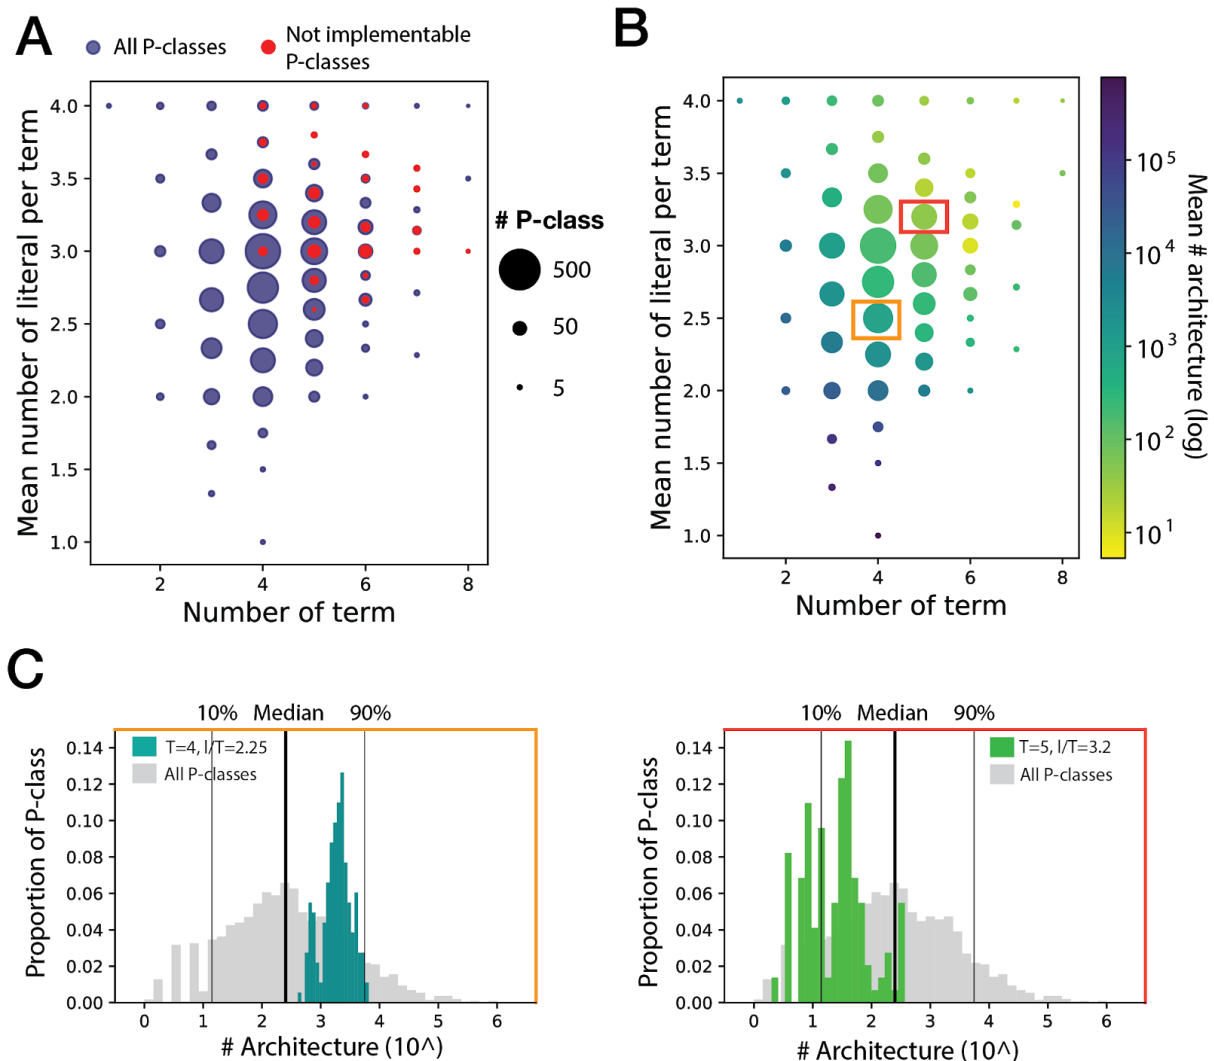 A
All P-classes
Not implementable
P-classes
Mean number of literal per term
4.0
3.5
3.0
2.5
2.0
1.5
1.0
2
4
6
8
Number of term
# P-class
500
50
5
B
Mean number of literal per term
4.0
3.5
3.0
2.5
2.0
1.5
1.0
2
4
6
8
Number of term
10^5
10^4
10^3
10^2
10^1
Mean # architecture (log)
C
10% Median 90%
T=4, l/T=2.25
All P-classes
Proportion of P-class
0.14
0.12
0.10
0.08
0.06
0.04
0.02
0.00
0 1 2 3 4 5 6
# Architecture (10^)
10% Median 90%
T=5, l/T=3.2
All P-classes
Proportion of P-class
0.14
0.12
0.10
0.08
0.06
0.04
0.02
0.00
0 1 2 3 4 5 6
# Architecture (10^)